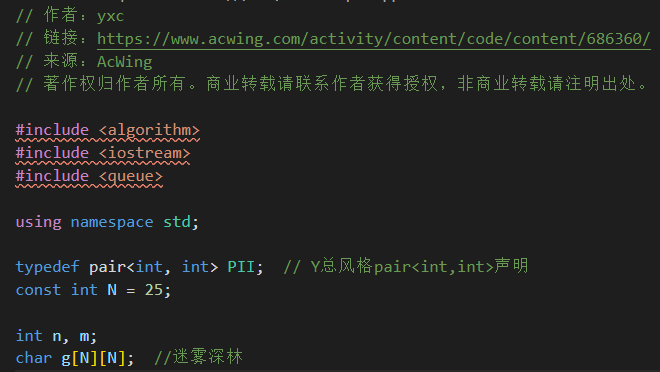 // 作者：yxc
// 链接：https://www.acwing.com/activity/content/code/content/686360/
// 来源：AcWing
// 著作权归作者所有。商业转载请联系作者获得授权，非商业转载请注明出处。
#include <algorithm>
#include <iostream>
#include <queue>
using namespace std;
typedef pair<int, int> PII;  // Y总风格pair<int,int>声明
const int N = 25;
int n, m;
char g[N][N];  //迷雾深林